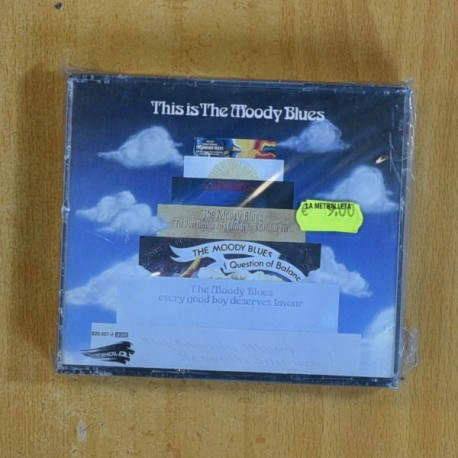 This is The Moody Blues
LA METRALLETA
€ 9,00
The Moody Blues
To Our Children's Children's Children
THE MOODY BLUES
Question of Balance
The Moody Blues
every good boy deserves favour